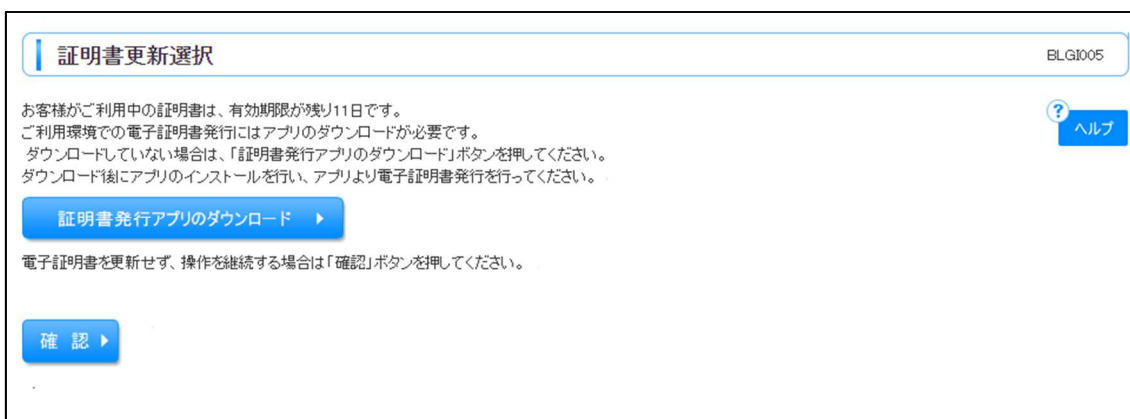 証明書更新選択
BLGI005
お客様がご利用中の証明書は、有効期限が残り11日です。
?
ヘルプ
ご利用環境での電子証明書発行にはアプリのダウンロードが必要です。
ダウンロードしていない場合は、「証明書発行アプリのダウンロード」ボタンを押してください。
ダウンロード後にアプリのインストールを行い、アプリより電子証明書発行を行ってください。
証明書発行アプリのダウンロード
電子証明書を更新せず、操作を継続する場合は「確認」ボタンを押してください。
確 認